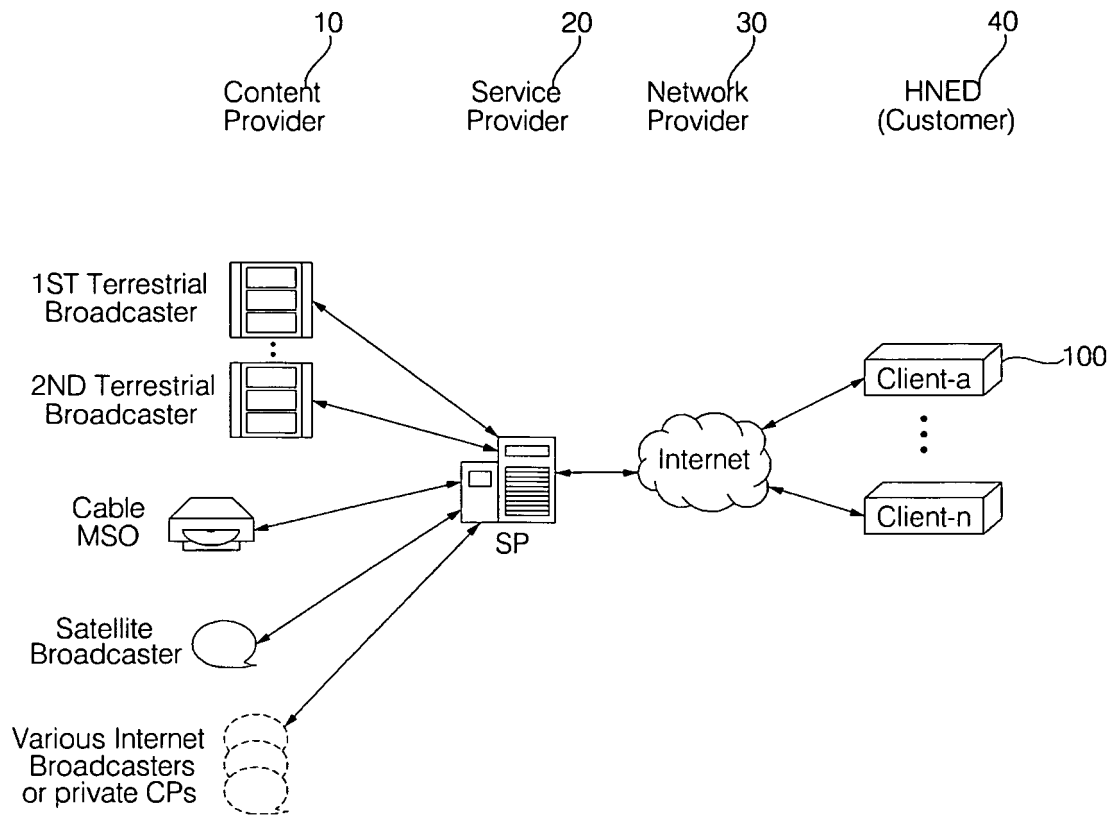 10
20
30
40
Content
Provider
Service
Provider
Network
Provider
HNED
(Customer)
1ST Terrestrial
Broadcaster
2ND Terrestrial
Broadcaster
Cable
MSO
Satellite
Broadcaster
Various Internet
Broadcasters
or private CPs
SP
Internet
Client-a
100
Client-n